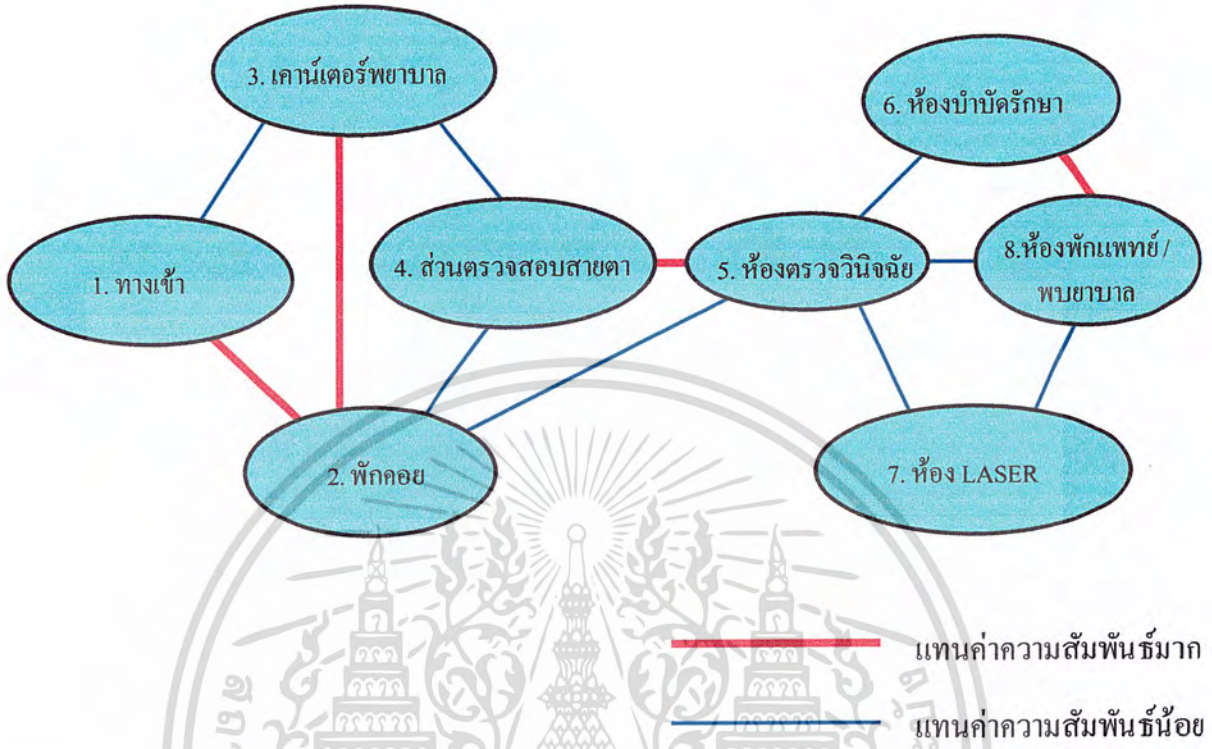 3. เคาน์เตอร์พยาบาล
6. ห้องบำบัดรักษา
1. ทางเข้า
4. ส่วนตรวจสอบสายตา
5. ห้องตรวจวินิจฉัย
8.ห้องพักแพทย์/
พบยาบาล
2. พักคอย
7. ห้อง LASER
แทนค่าความสัมพันธ์มาก
แทนค่าความสัมพันธ์น้อย